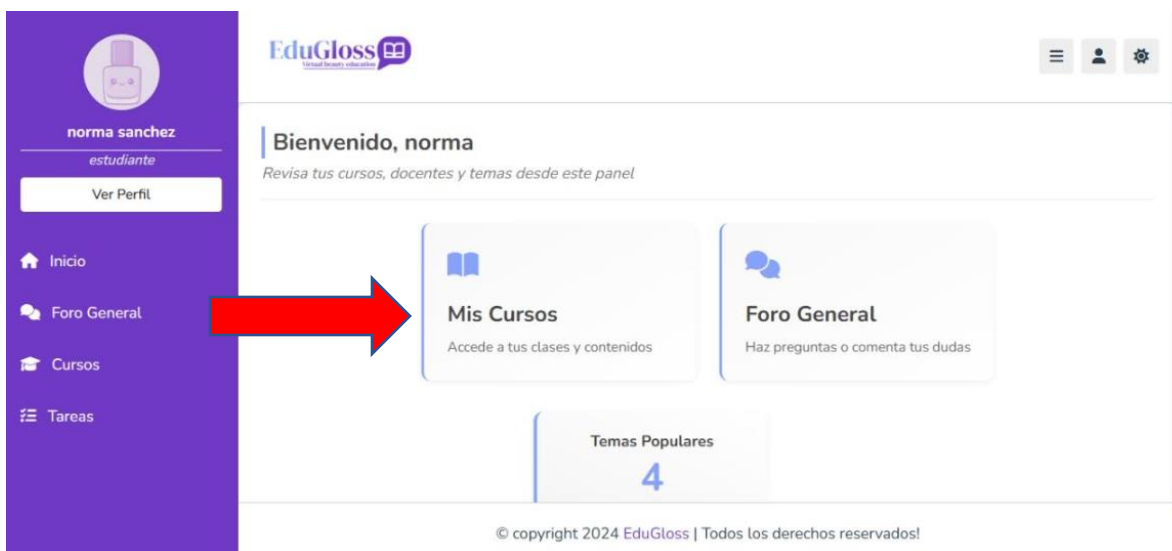 norma sanchez
estudiante
Ver Perfil
Inicio
Foro General
Cursos
Tareas
EduGloss
Virtual beauty education
Bienvenido, norma
Revisa tus cursos, docentes y temas desde este panel
Mis Cursos
Accede a tus clases y contenidos
Foro General
Haz preguntas o comenta tus dudas
Temas Populares
4
© copyright 2024 EduGloss | Todos los derechos reservados!